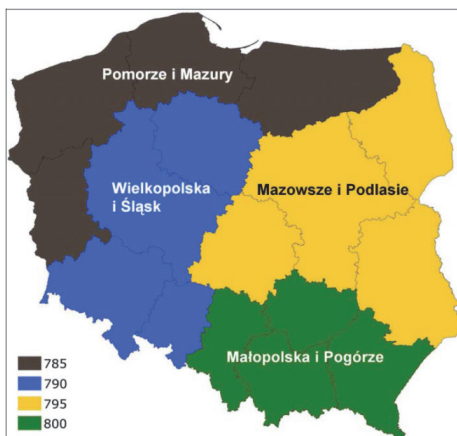 Pomorze i Mazury
Wielkopolska
i Śląsk
Mazowsze i Podlasie
Małopolska i Pogórze
785
790
795
800